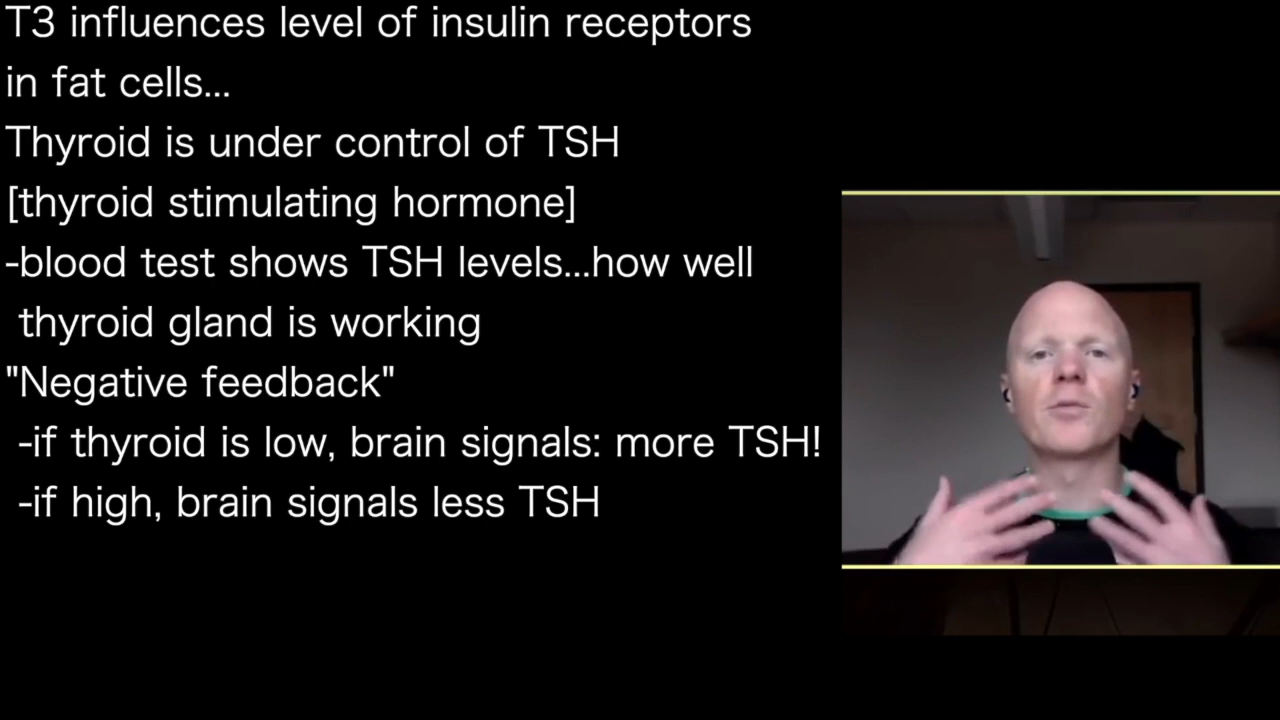 T3 influences level of insulin receptors
in fat cells...
Thyroid is under control of TSH
[thyroid stimulating hormone]
-blood test shows TSH levels...how well
thyroid gland is working
"Negative feedback"
-if thyroid is low, brain signals: more TSH!
-if high, brain signals less TSH